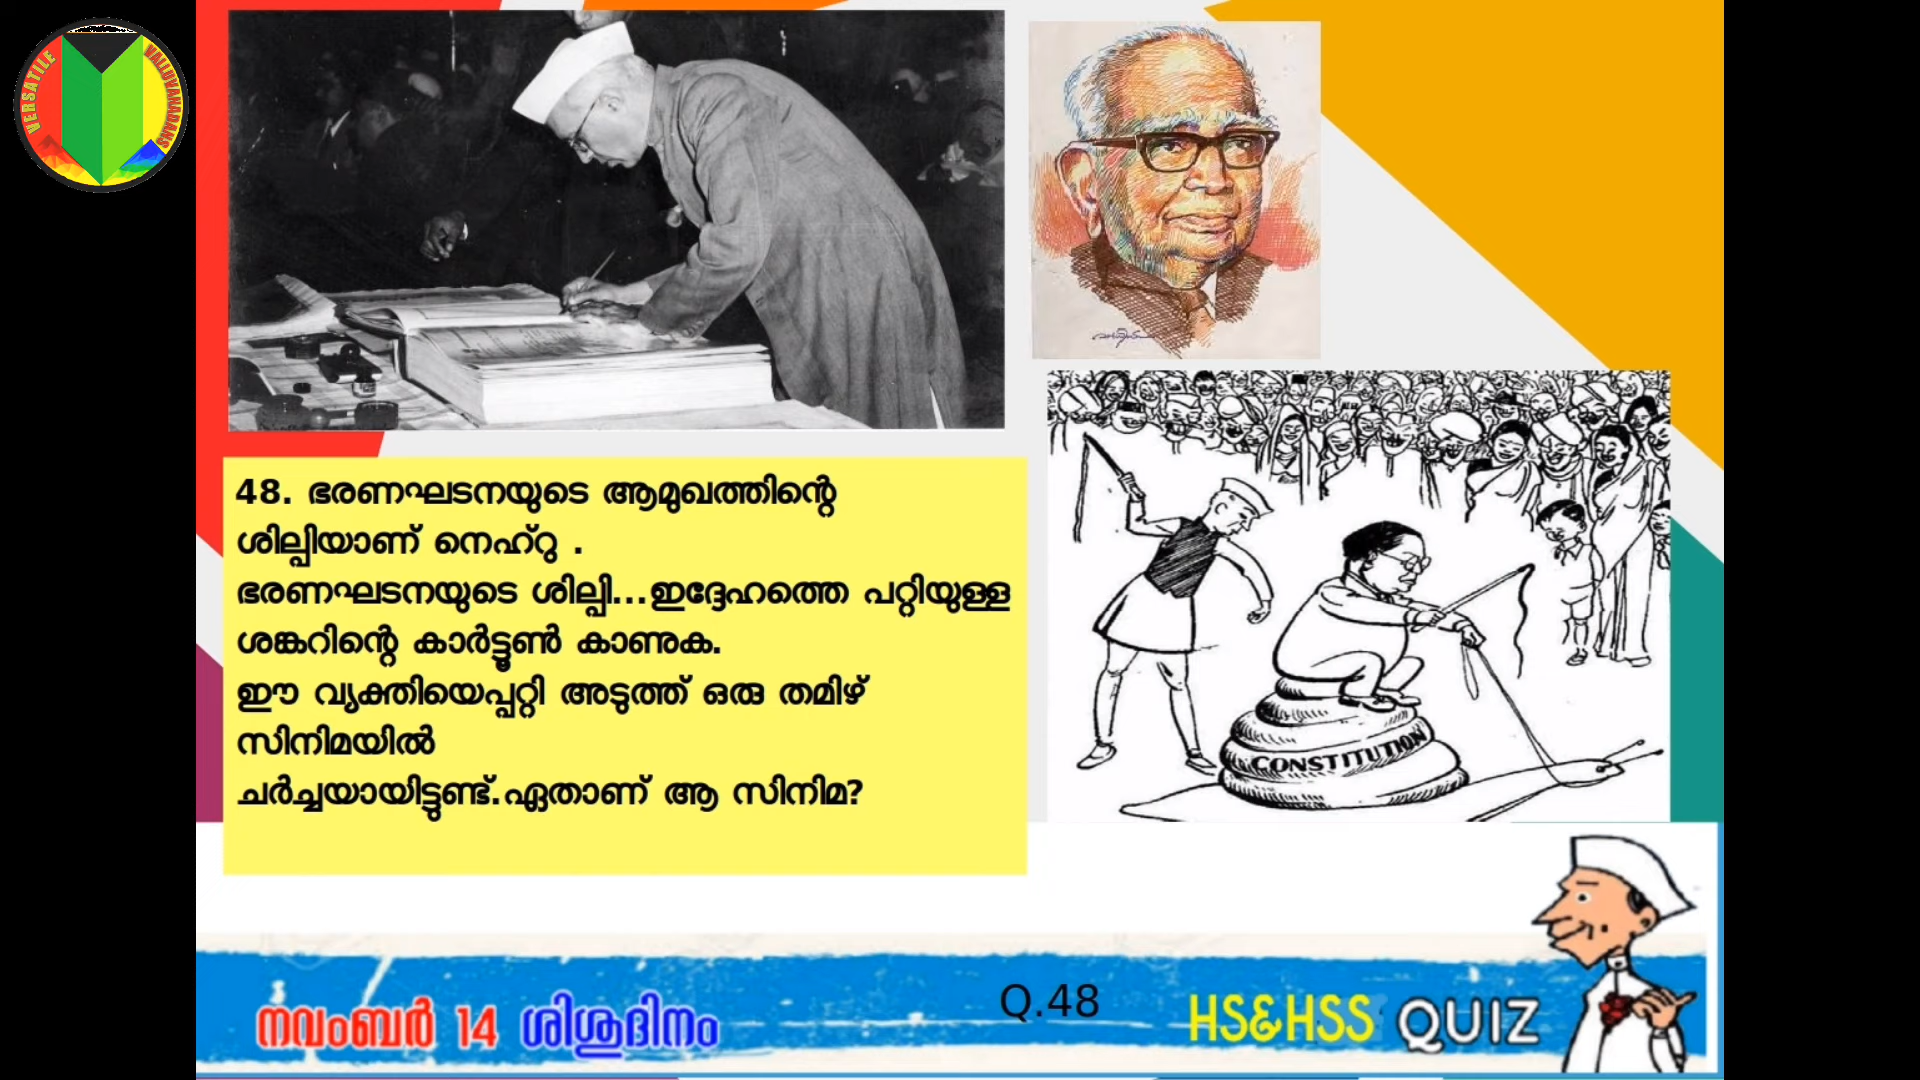 VERSATILE
VALLUVANADANS
48. ഭരണഘടനയുടെ ആമുഖത്തിന്റെ
ശില്പിയാണ് നെഹ്റു .
ഭരണഘടനയുടെ ശില്പി...ഇദ്ദേഹത്തെ പറ്റിയുള്ള
ശങ്കറിന്റെ കാർട്ടൂൺ കാണുക.
ഈ വ്യക്തിയെപ്പറ്റി അടുത്ത് ഒരു തമിഴ്
സിനിമയിൽ
ചർച്ചയായിട്ടുണ്ട്.ഏതാണ് ആ സിനിമ?
CONSTITUTION
നവംബർ 14 ശിശുദിനം
Q.48
HS&HSS QUIZ